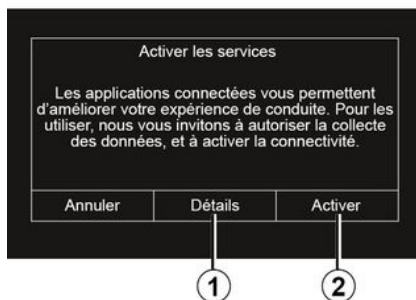 Activer les services
Les applications connectées vous permettent
d'améliorer votre expérience de conduite. Pour les
utiliser, nous vous invitons à autoriser la collecte
des données, et à activer la connectivité.
Annuler Détails Activer
1 2